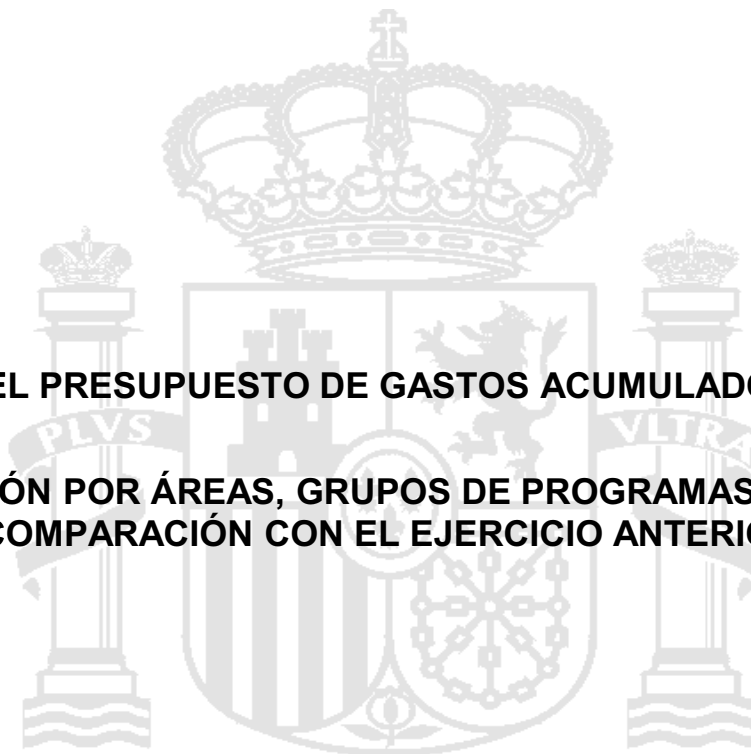 EL PRESUPUESTO DE GASTOS ACUMULADO
PLVS
VLTRA
ÓN POR ÁREAS, GRUPOS DE PROGRAMAS
COMPARACIÓN CON EL EJERCICIO ANTERIO